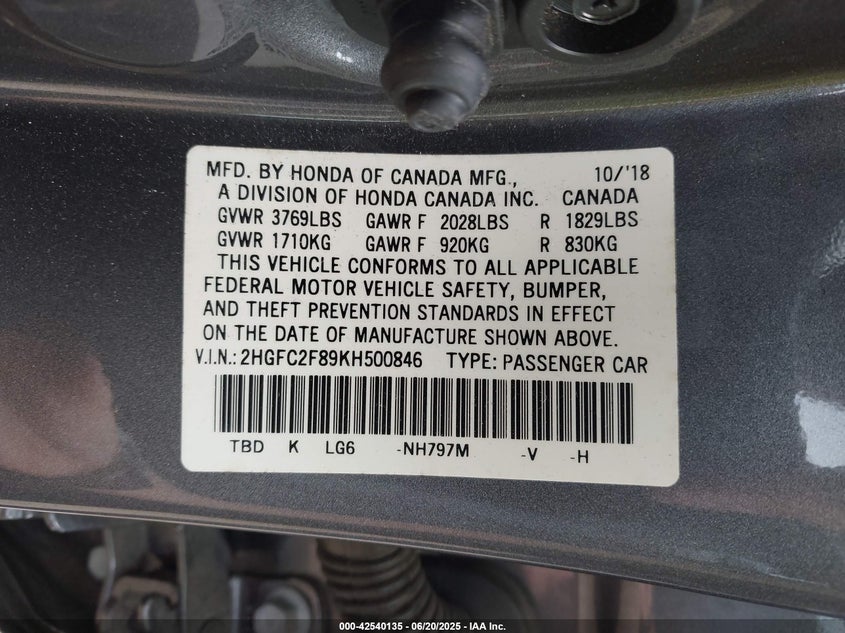 MFD. BY HONDA OF CANADA MFG., 10/'18
A DIVISION OF HONDA CANADA INC. CANADA
GVWR 3769LBS GAWR F 2028LBS R 1829LBS
GVWR 1710KG GAWR F 920KG R 830KG
THIS VEHICLE CONFORMS TO ALL APPLICABLE
FEDERAL MOTOR VEHICLE SAFETY, BUMPER,
AND THEFT PREVENTION STANDARDS IN EFFECT
ON THE DATE OF MANUFACTURE SHOWN ABOVE.
V.I.N.: 2HGFC2F89KH500846 TYPE: PASSENGER CAR
TBD K LG6 -NH797M -V -H
000-42540135 - 06/20/2025 - IAA Inc.